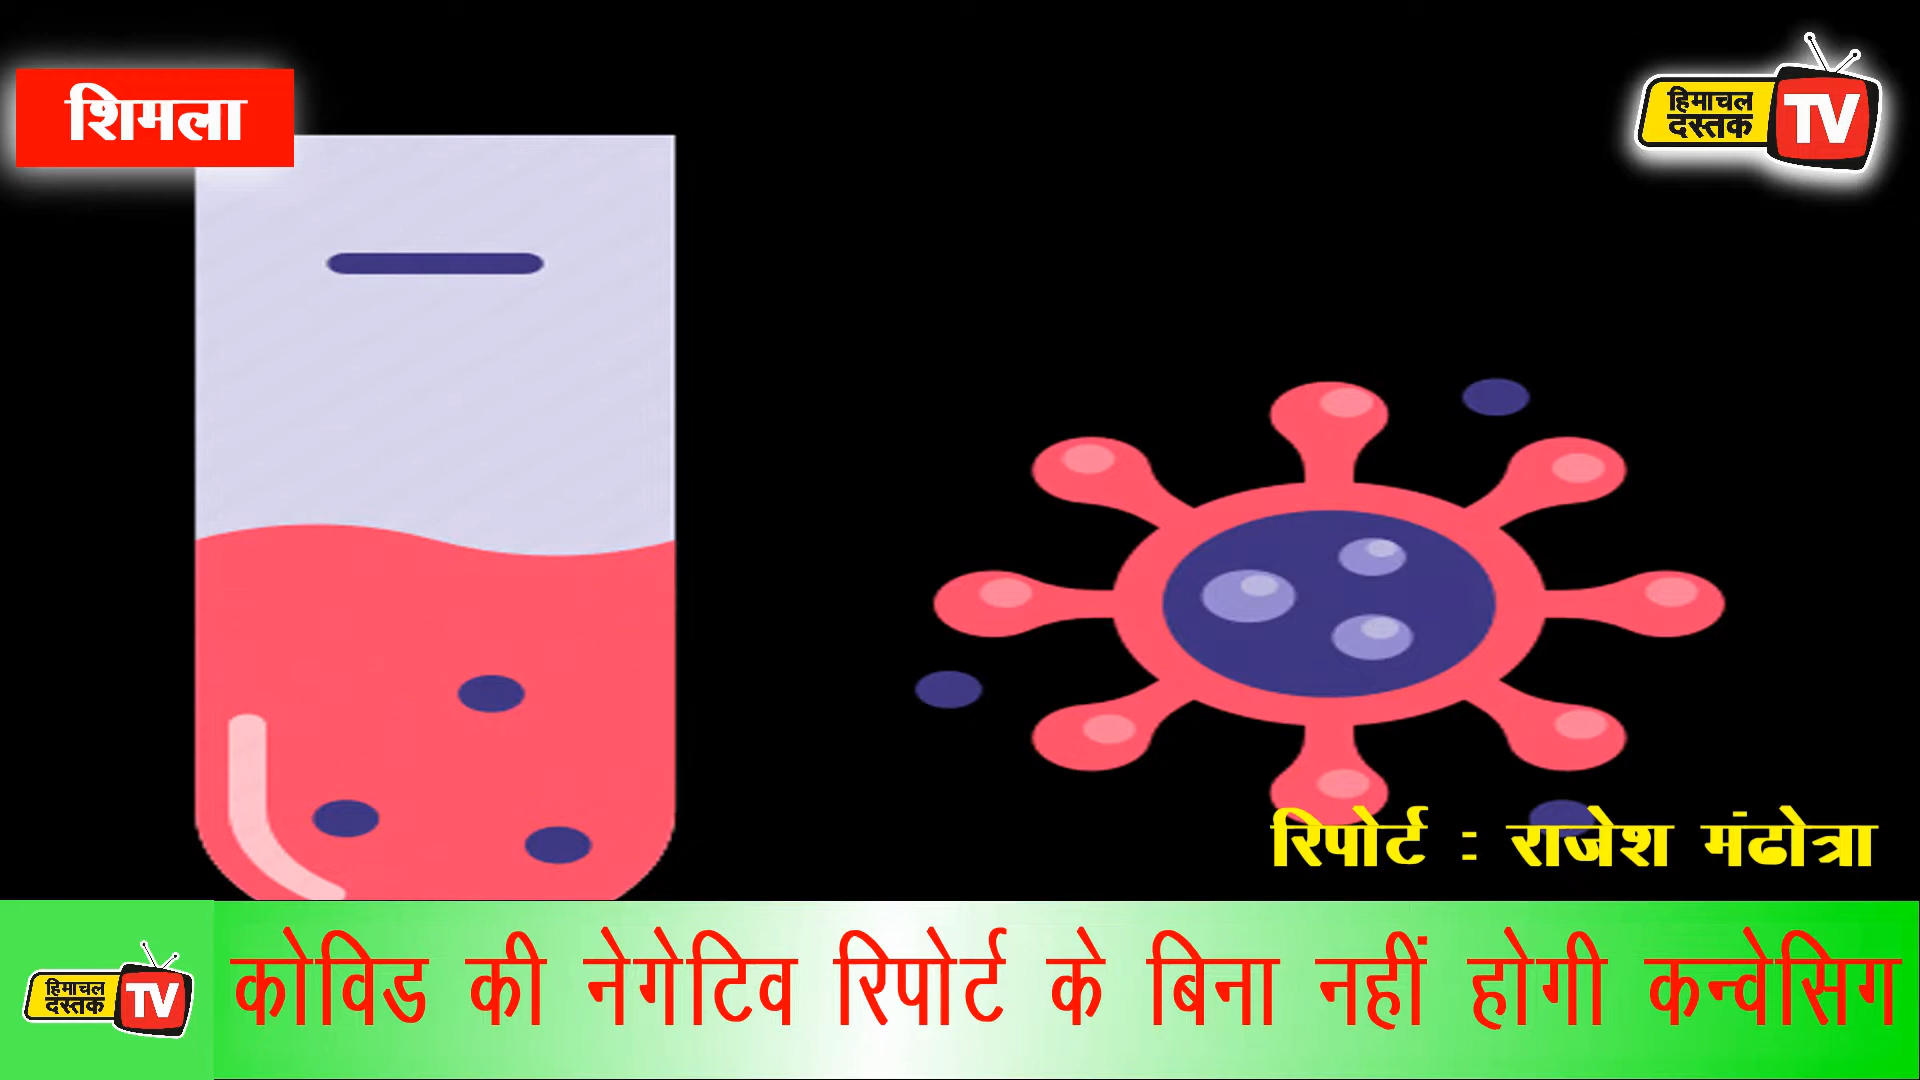 शिमला
हिमाचल
दस्तक
TV
रिपोर्ट : राजेश मंढोत्रा
हिमाचल
दस्तक
TV
कोविड की नेगेटिव रिपोर्ट के बिना नहीं होगी कन्वेसिग